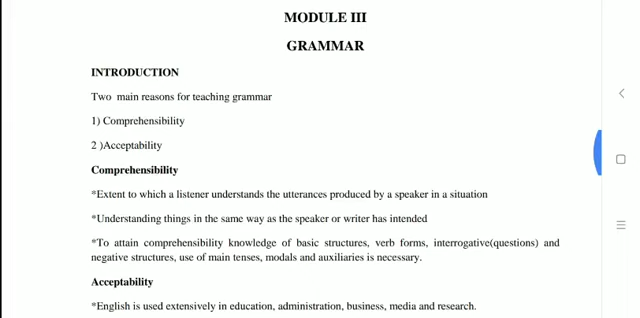 MODULE III
GRAMMAR
INTRODUCTION
Two main reasons for teaching grammar
1) Comprehensibility
2 )Acceptability
Comprehensibility
*Extent to which a listener understands the utterances produced by a speaker in a situation
*Understanding things in the same way as the speaker or writer has intended
*To attain comprehensibility knowledge of basic structures, verb forms, interrogative(questions) and
negative structures, use of main tenses, modals and auxiliaries is necessary.
Acceptability
*English is used extensively in education, administration, business, media and research.